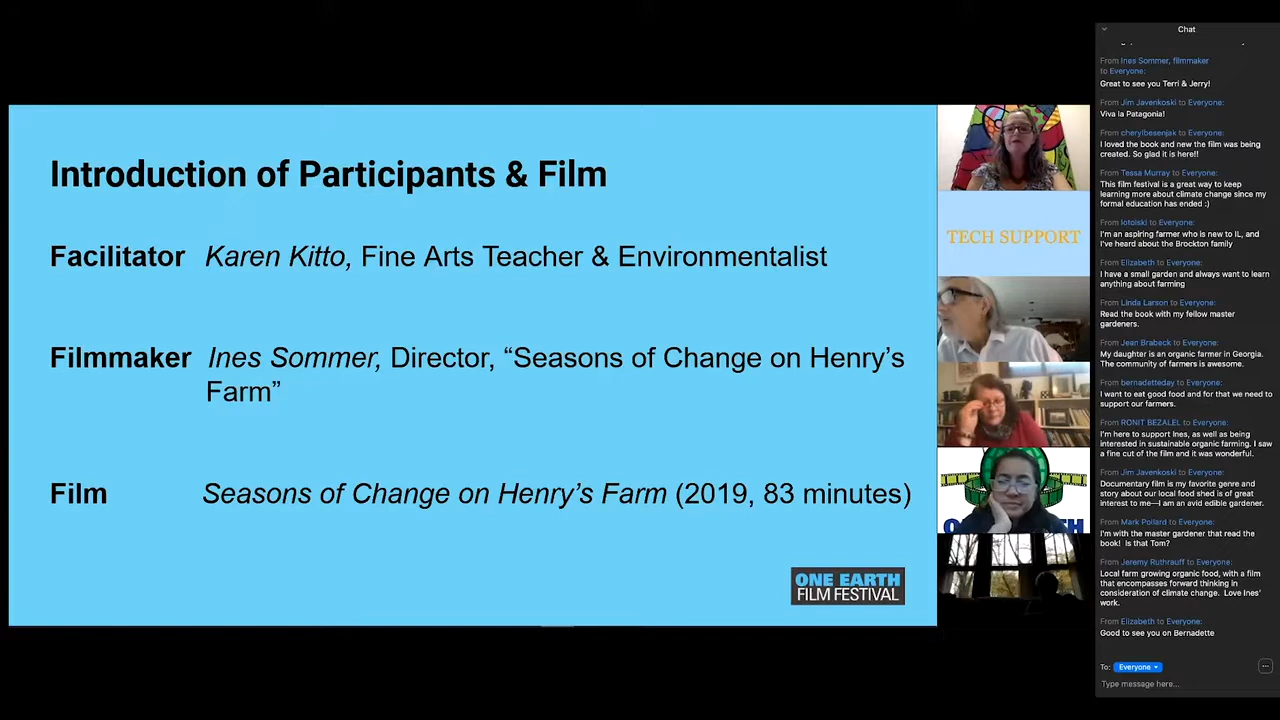 Introduction of Participants & Film
Facilitator Karen Kitto, Fine Arts Teacher & Environmentalist
Filmmaker Ines Sommer, Director, “Seasons of Change on Henry’s
Farm”
Film Seasons of Change on Henry’s Farm (2019, 83 minutes)
ONE EARTH
FILM FESTIVAL
TECH SUPPORT
Chat
From Ines Sommer, filmmaker
to Everyone:
Great to see you Terri & Jerry!
From Jim Javenkoski to Everyone:
Viva la Patagonia!
From cherylbesenjak to Everyone:
I loved the book and new the film was being
created. So glad it is here!!
From Tessa Murray to Everyone:
This film festival is a great way to keep
learning more about climate change since my
formal education has ended :)
From lotolski to Everyone:
I'm an aspiring farmer who is new to IL, and
I've heard about the Brockton family
From Elizabeth to Everyone:
I have a small garden and always want to learn
anything about farming
From Linda Larson to Everyone:
Read the book with my fellow master
gardeners.
From Jean Brabeck to Everyone:
My daughter is an organic farmer in Georgia.
The community of farmers is awesome.
From bernadetteday to Everyone:
I want to eat good food and for that we need to
support our farmers.
From RONIT BEZALEL to Everyone:
I'm here to support Ines, as well as being
interested in sustainable organic farming. I saw
a fine cut of the film and it was wonderful.
From Jim Javenkoski to Everyone:
Documentary film is my favorite genre and
story about our local food shed is of great
interest to me—I am an avid edible gardener.
From Mark Pollard to Everyone:
I'm with the master gardener that read the
book! Is that Tom?
From Jeremy Ruthrauff to Everyone:
Local farm growing organic food, with a film
that encompasses forward thinking in
consideration of climate change. Love Ines'
work.
From Elizabeth to Everyone:
Good to see you on Bernadette
To: Everyone
Type message here...